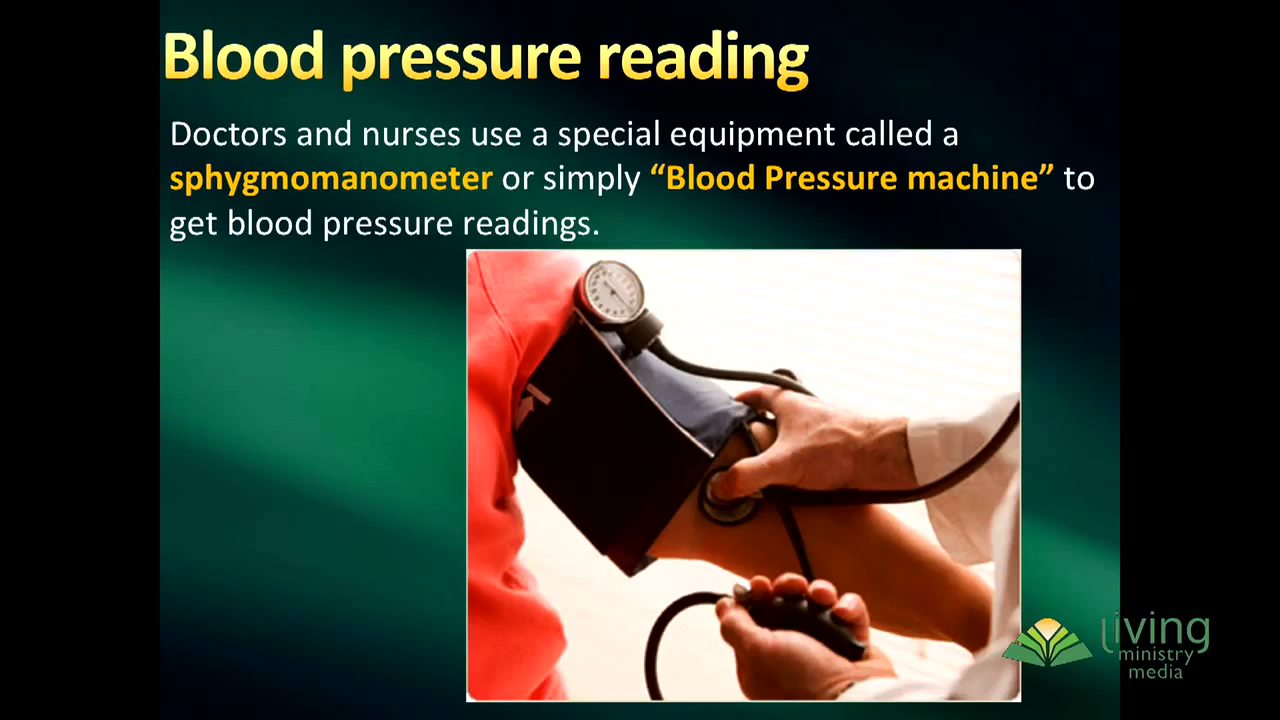 Blood pressure reading
Doctors and nurses use a special equipment called a
sphygmomanometer or simply “Blood Pressure machine” to
get blood pressure readings.
living
ministry
media